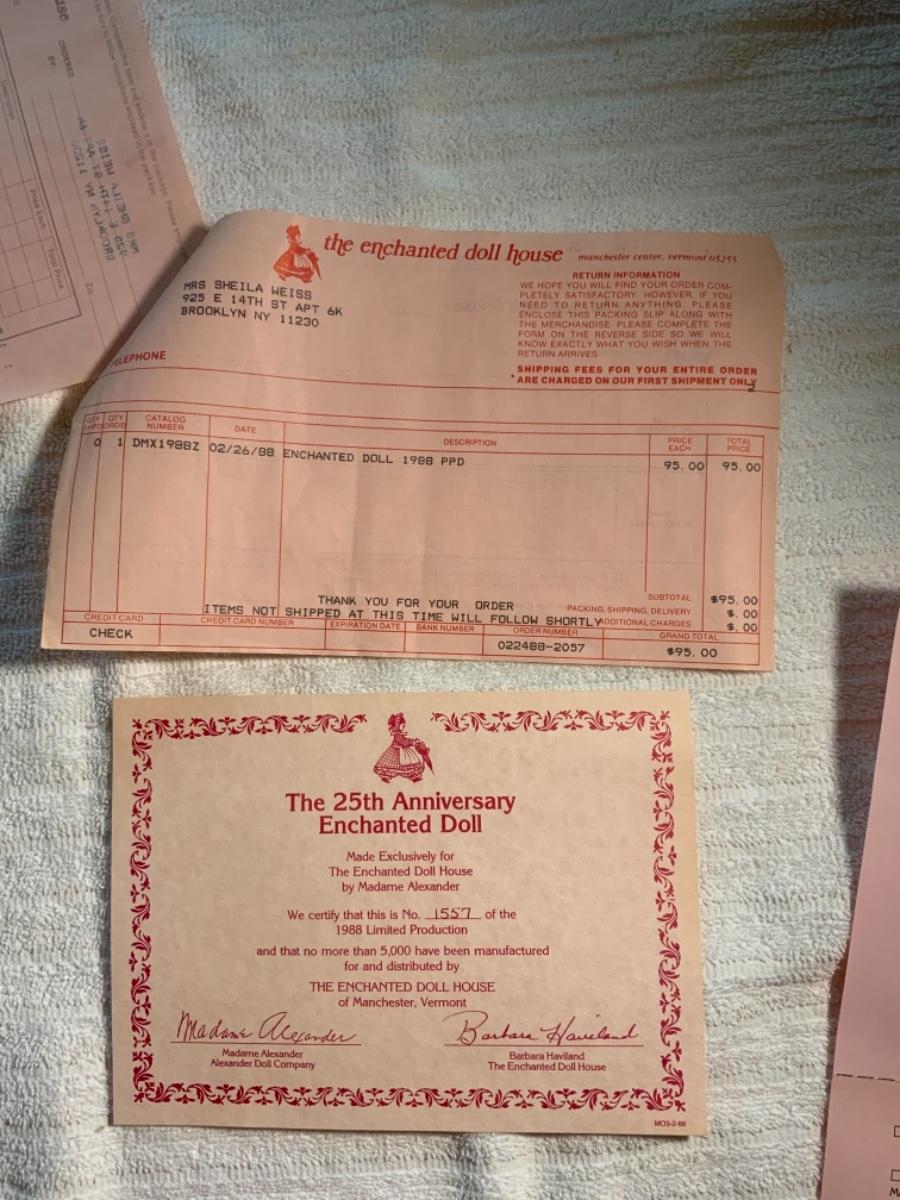 ORDERED
BY:
Description
Price Each
Total Price
Zip
the enchanted doll house manchester center, vermont 05255
MRS SHEILA WEISS
925 E 14TH ST APT 6K
BROOKLYN NY 11230
RETURN INFORMATION
WE HOPE YOU WILL FIND YOUR ORDER COM-
PLETELY SATISFACTORY. HOWEVER, IF YOU
NEED TO RETURN ANYTHING, PLEASE
ENCLOSE THIS PACKING SLIP ALONG WITH
THE MERCHANDISE. PLEASE COMPLETE THE
FORM ON THE REVERSE SIDE SO WE WILL
KNOW EXACTLY WHAT YOU WISH WHEN THE
RETURN ARRIVES.
SHIPPING FEES FOR YOUR ENTIRE ORDER
ARE CHARGED ON OUR FIRST SHIPMENT ONLY
2
TELEPHONE
QTY SHIP'D QTY ORD'D CATALOG NUMBER DATE DESCRIPTION PRICE EACH TOTAL PRICE
0 1 DMX1988Z 02/26/88 ENCHANTED DOLL 1988 PPD 95.00 95.00
THANK YOU FOR YOUR ORDER
ITEMS NOT SHIPPED AT THIS TIME WILL FOLLOW SHORTLY
SUBTOTAL $95.00
PACKING, SHIPPING, DELIVERY $.00
ADDITIONAL CHARGES $.00
CREDIT CARD CREDIT CARD NUMBER EXPIRATION DATE BANK NUMBER ORDER NUMBER GRAND TOTAL
CHECK 022488-2057 $95.00
The 25th Anniversary
Enchanted Doll
Made Exclusively for
The Enchanted Doll House
by Madame Alexander
We certify that this is No. 1557 of the
1988 Limited Production
and that no more than 5,000 have been manufactured
for and distributed by
THE ENCHANTED DOLL HOUSE
of Manchester, Vermont
Madame Alexander Barbara Haviland
Madame Alexander
Alexander Doll Company
Barbara Haviland
The Enchanted Doll House
MO3-2-88